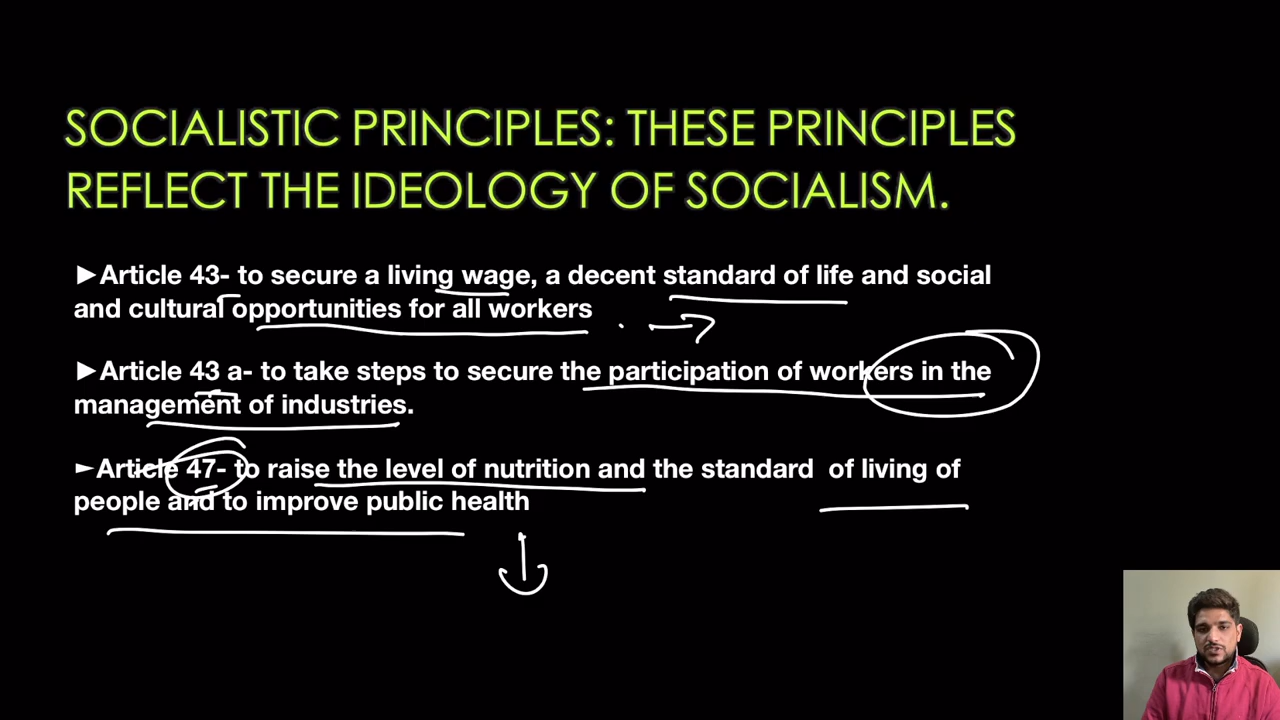 SOCIALISTIC PRINCIPLES: THESE PRINCIPLES
REFLECT THE IDEOLOGY OF SOCIALISM.
►Article 43- to secure a living wage, a decent standard of life and social
and cultural opportunities for all workers
►Article 43 a- to take steps to secure the participation of workers in the
management of industries.
►Article 47- to raise the level of nutrition and the standard  of living of
people and to improve public health